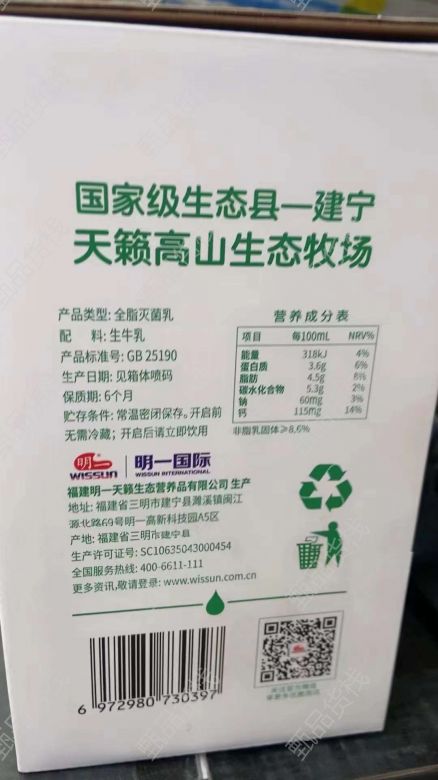 国家级生态县—建宁
天籁高山生态牧场
产品类型: 全脂灭菌乳
配 料: 生牛乳
产品标准号: GB 25190
生产日期: 见箱体喷码
保质期: 6个月
贮存条件: 常温密闭保存。开启前
无需冷藏；开启后请立即饮用
营养成分表
项目 每100mL NRV%
能量 318kJ 4%
蛋白质 3.6g 6%
脂肪 4.5g 8%
碳水化合物 5.3g 2%
钠 60mg 3%
钙 115mg 14%
非脂乳固体≥8.6%
明一
WISSUN
明一国际
WISSUN INTERNATIONAL
福建明一天籁生态营养品有限公司 生产
地址: 福建省三明市建宁县濉溪镇闽江
源北路69号明一高新科技园A5区
产地: 福建省三明市建宁县
生产许可证号: SC10635043000454
全国服务热线: 400-6611-111
更多资讯,敬请登录: www.wissun.com.cn
6 972980 730397
甄品货栈